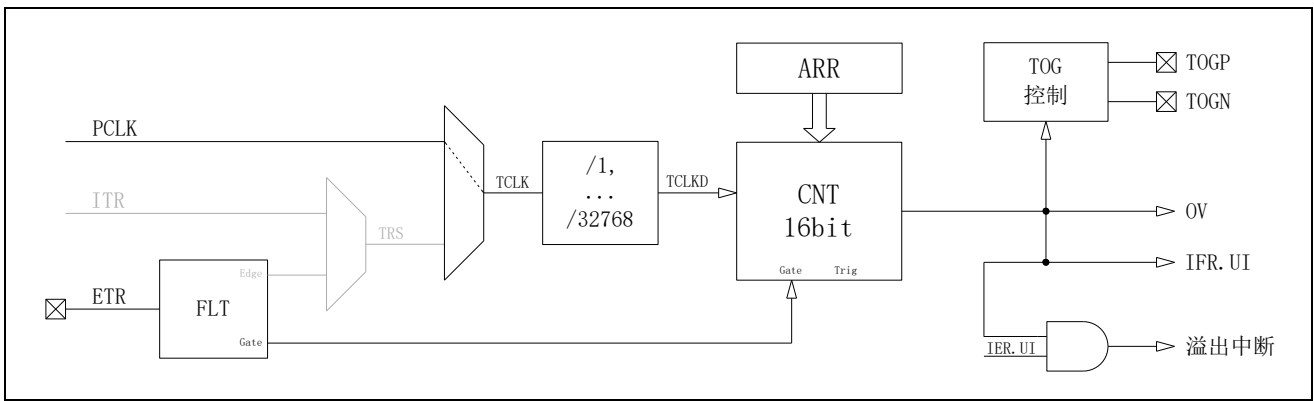 ARR
TOG
控制
TOGP
TOGN
PCLK
/1,
...
/32768
TCLK
TCLKD
CNT
16bit
Gate Trig
ITR
TRS
OV
IFR.UI
Edge
ETR
FLT
Gate
IER.UI
溢出中断